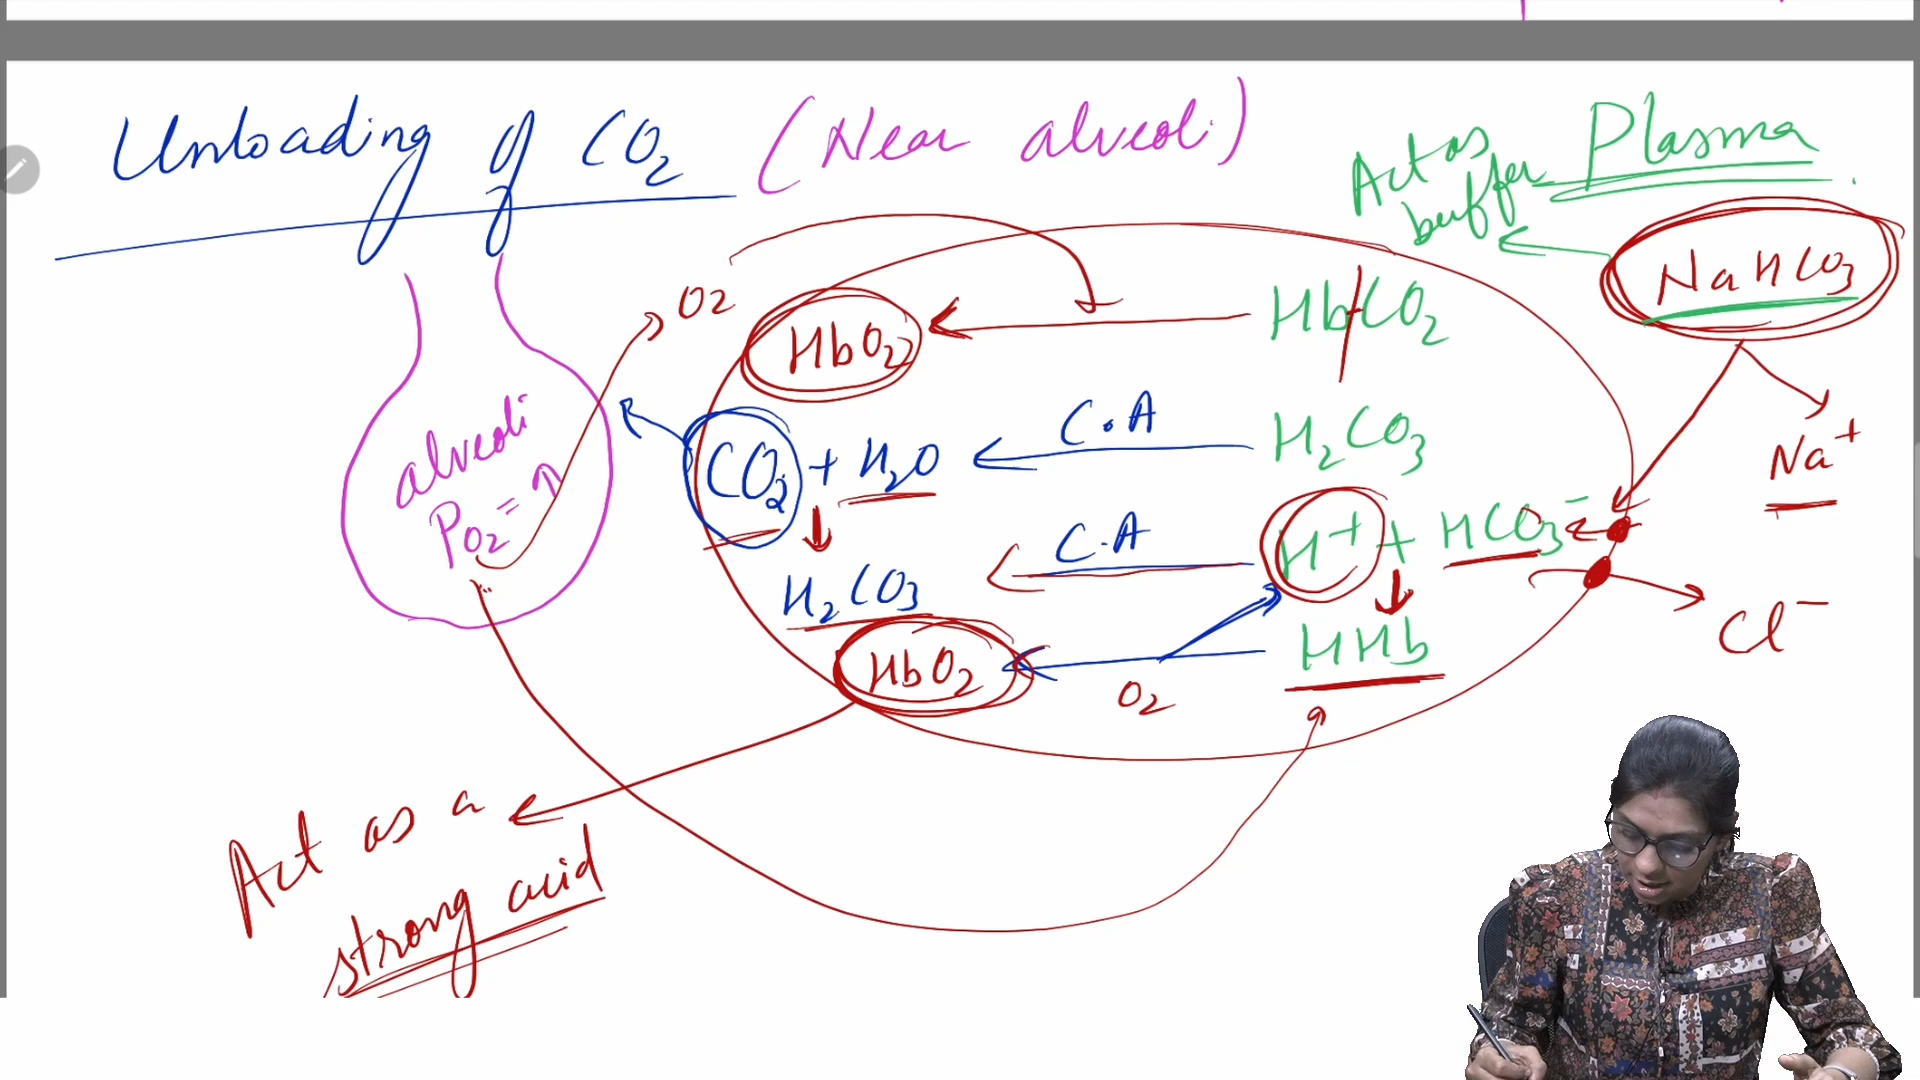 Unloading of CO2 (Near alveoli)
Act as buffer
Plasma
NaHCO3
O2
HbO2
HbCO2
alveoli
PO2 = ↑
CO2 + H2O
C.A
H2CO3
Na+
H2CO3
C.A
H+ + HCO3-
HbO2
O2
HHb
Cl-
Act as a
strong acid